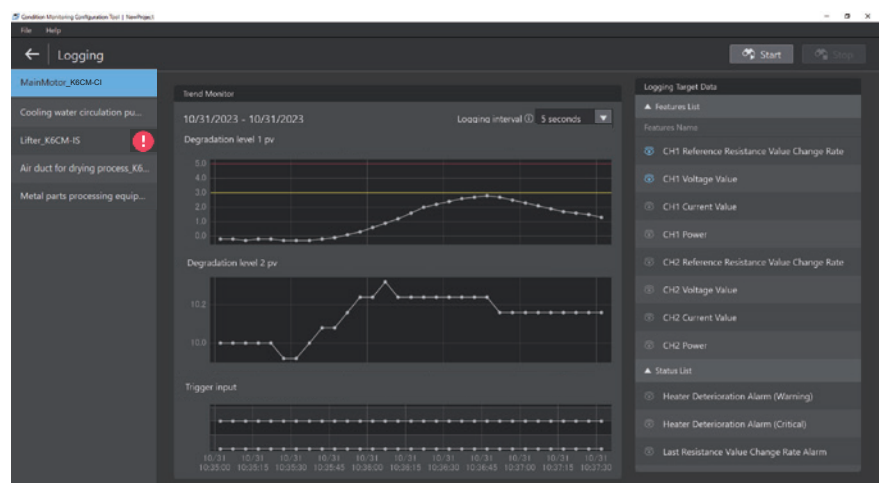 Condition Monitoring Configuration Tool | NewProject
File Help
Logging
Start
Stop
MainMotor_K6CM-CI
Cooling water circulation pu...
Lifter_K6CM-IS
Air duct for drying process_K6...
Metal parts processing equip...
Trend Monitor
10/31/2023 - 10/31/2023
Logging interval 5 seconds
Degradation level 1 pv
5.0
4.0
3.0
2.0
1.0
0.0
Degradation level 2 pv
10.2
10.0
Trigger input
10/31 10/31 10/31 10/31 10/31 10/31 10/31 10/31 10/31 10/31 10/31
10:35:00 10:35:15 10:35:30 10:35:45 10:36:00 10:36:15 10:36:30 10:36:45 10:37:00 10:37:15 10:37:30
Logging Target Data
Features List
Features Name
CH1 Reference Resistance Value Change Rate
CH1 Voltage Value
CH1 Current Value
CH1 Power
CH2 Reference Resistance Value Change Rate
CH2 Voltage Value
CH2 Current Value
CH2 Power
Status List
Heater Deterioration Alarm (Warning)
Heater Deterioration Alarm (Critical)
Last Resistance Value Change Rate Alarm